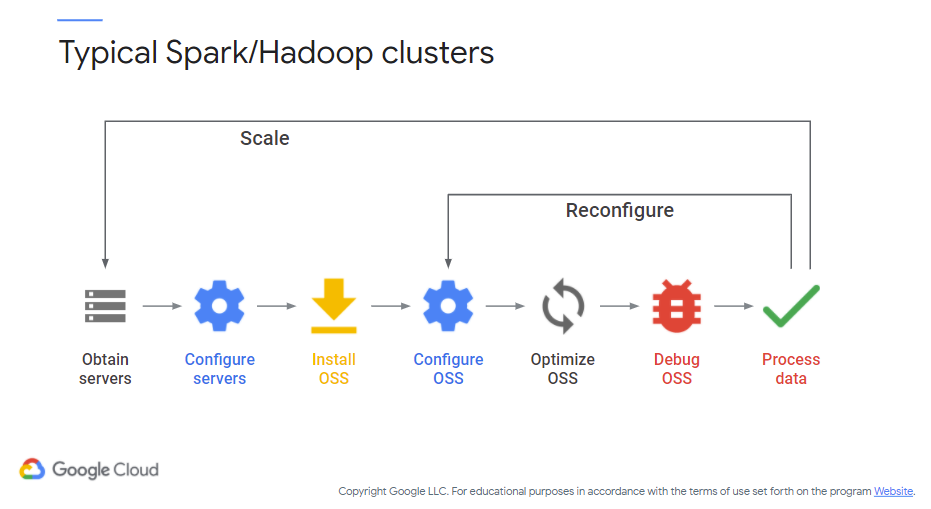 Typical Spark/Hadoop clusters
Scale
Reconfigure
Obtain
servers
Configure
servers
Install
OSS
Configure
OSS
Optimize
OSS
Debug
OSS
Process
data
Google Cloud
Copyright Google LLC. For educational purposes in accordance with the terms of use set forth on the program Website.